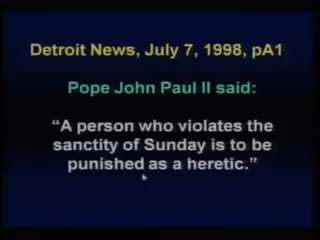 Detroit News, July 7, 1998, pA1
Pope John Paul II said:
“A person who violates the
sanctity of Sunday is to be
punished as a heretic.”